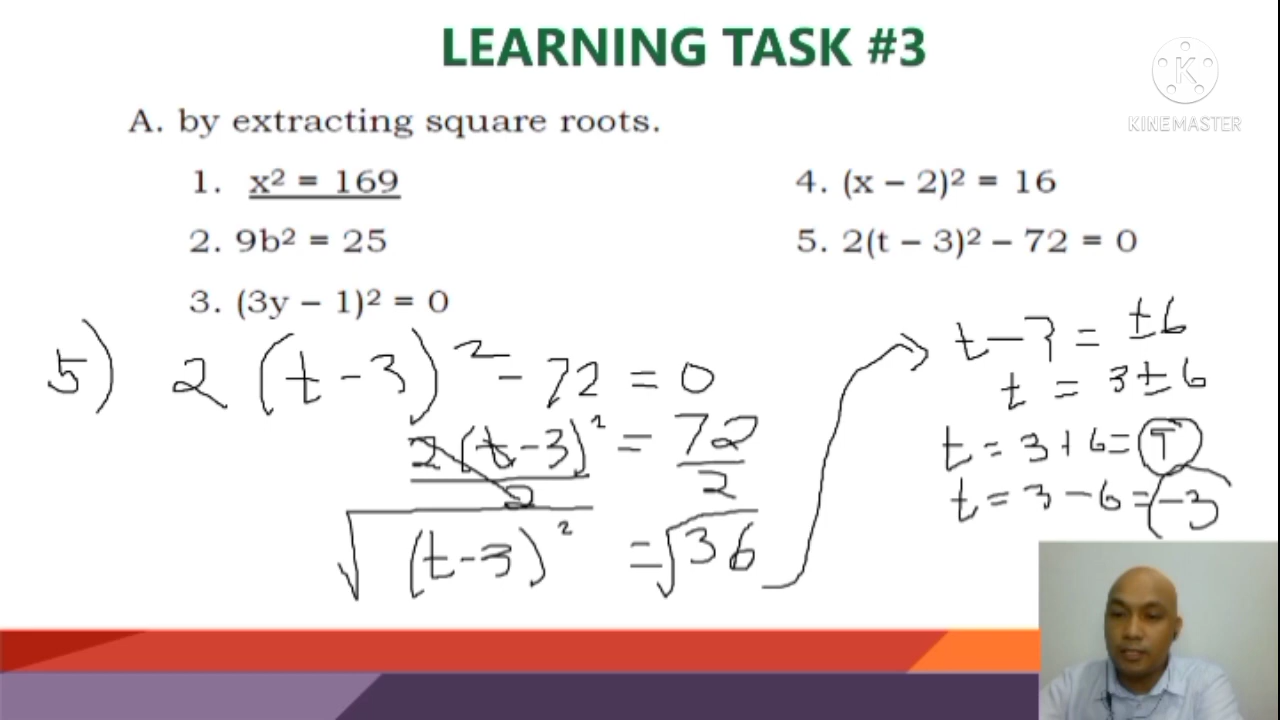 LEARNING TASK #3
KINEMASTER
A. by extracting square roots.
1. x² = 169
2. 9b² = 25
3. (3y – 1)² = 0
4. (x – 2)² = 16
5. 2(t – 3)² – 72 = 0
5) 2 (t - 3)² - 72 = 0
2(t-3)² / 2 = 72 / 2
√(t-3)² = √36
t - 3 = ±6
t = 3 ± 6
t = 3 + 6 =
t = 3 - 6 = -3